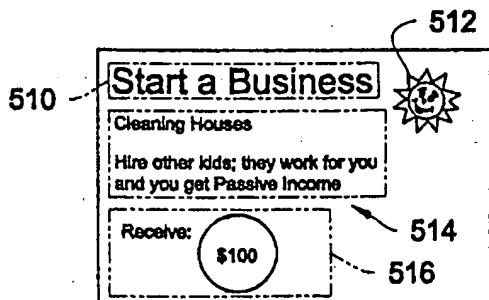 512
510
Start a Business
Cleaning Houses
Hire other kids; they work for you
and you get Passive Income
514
Receive:
$100
516